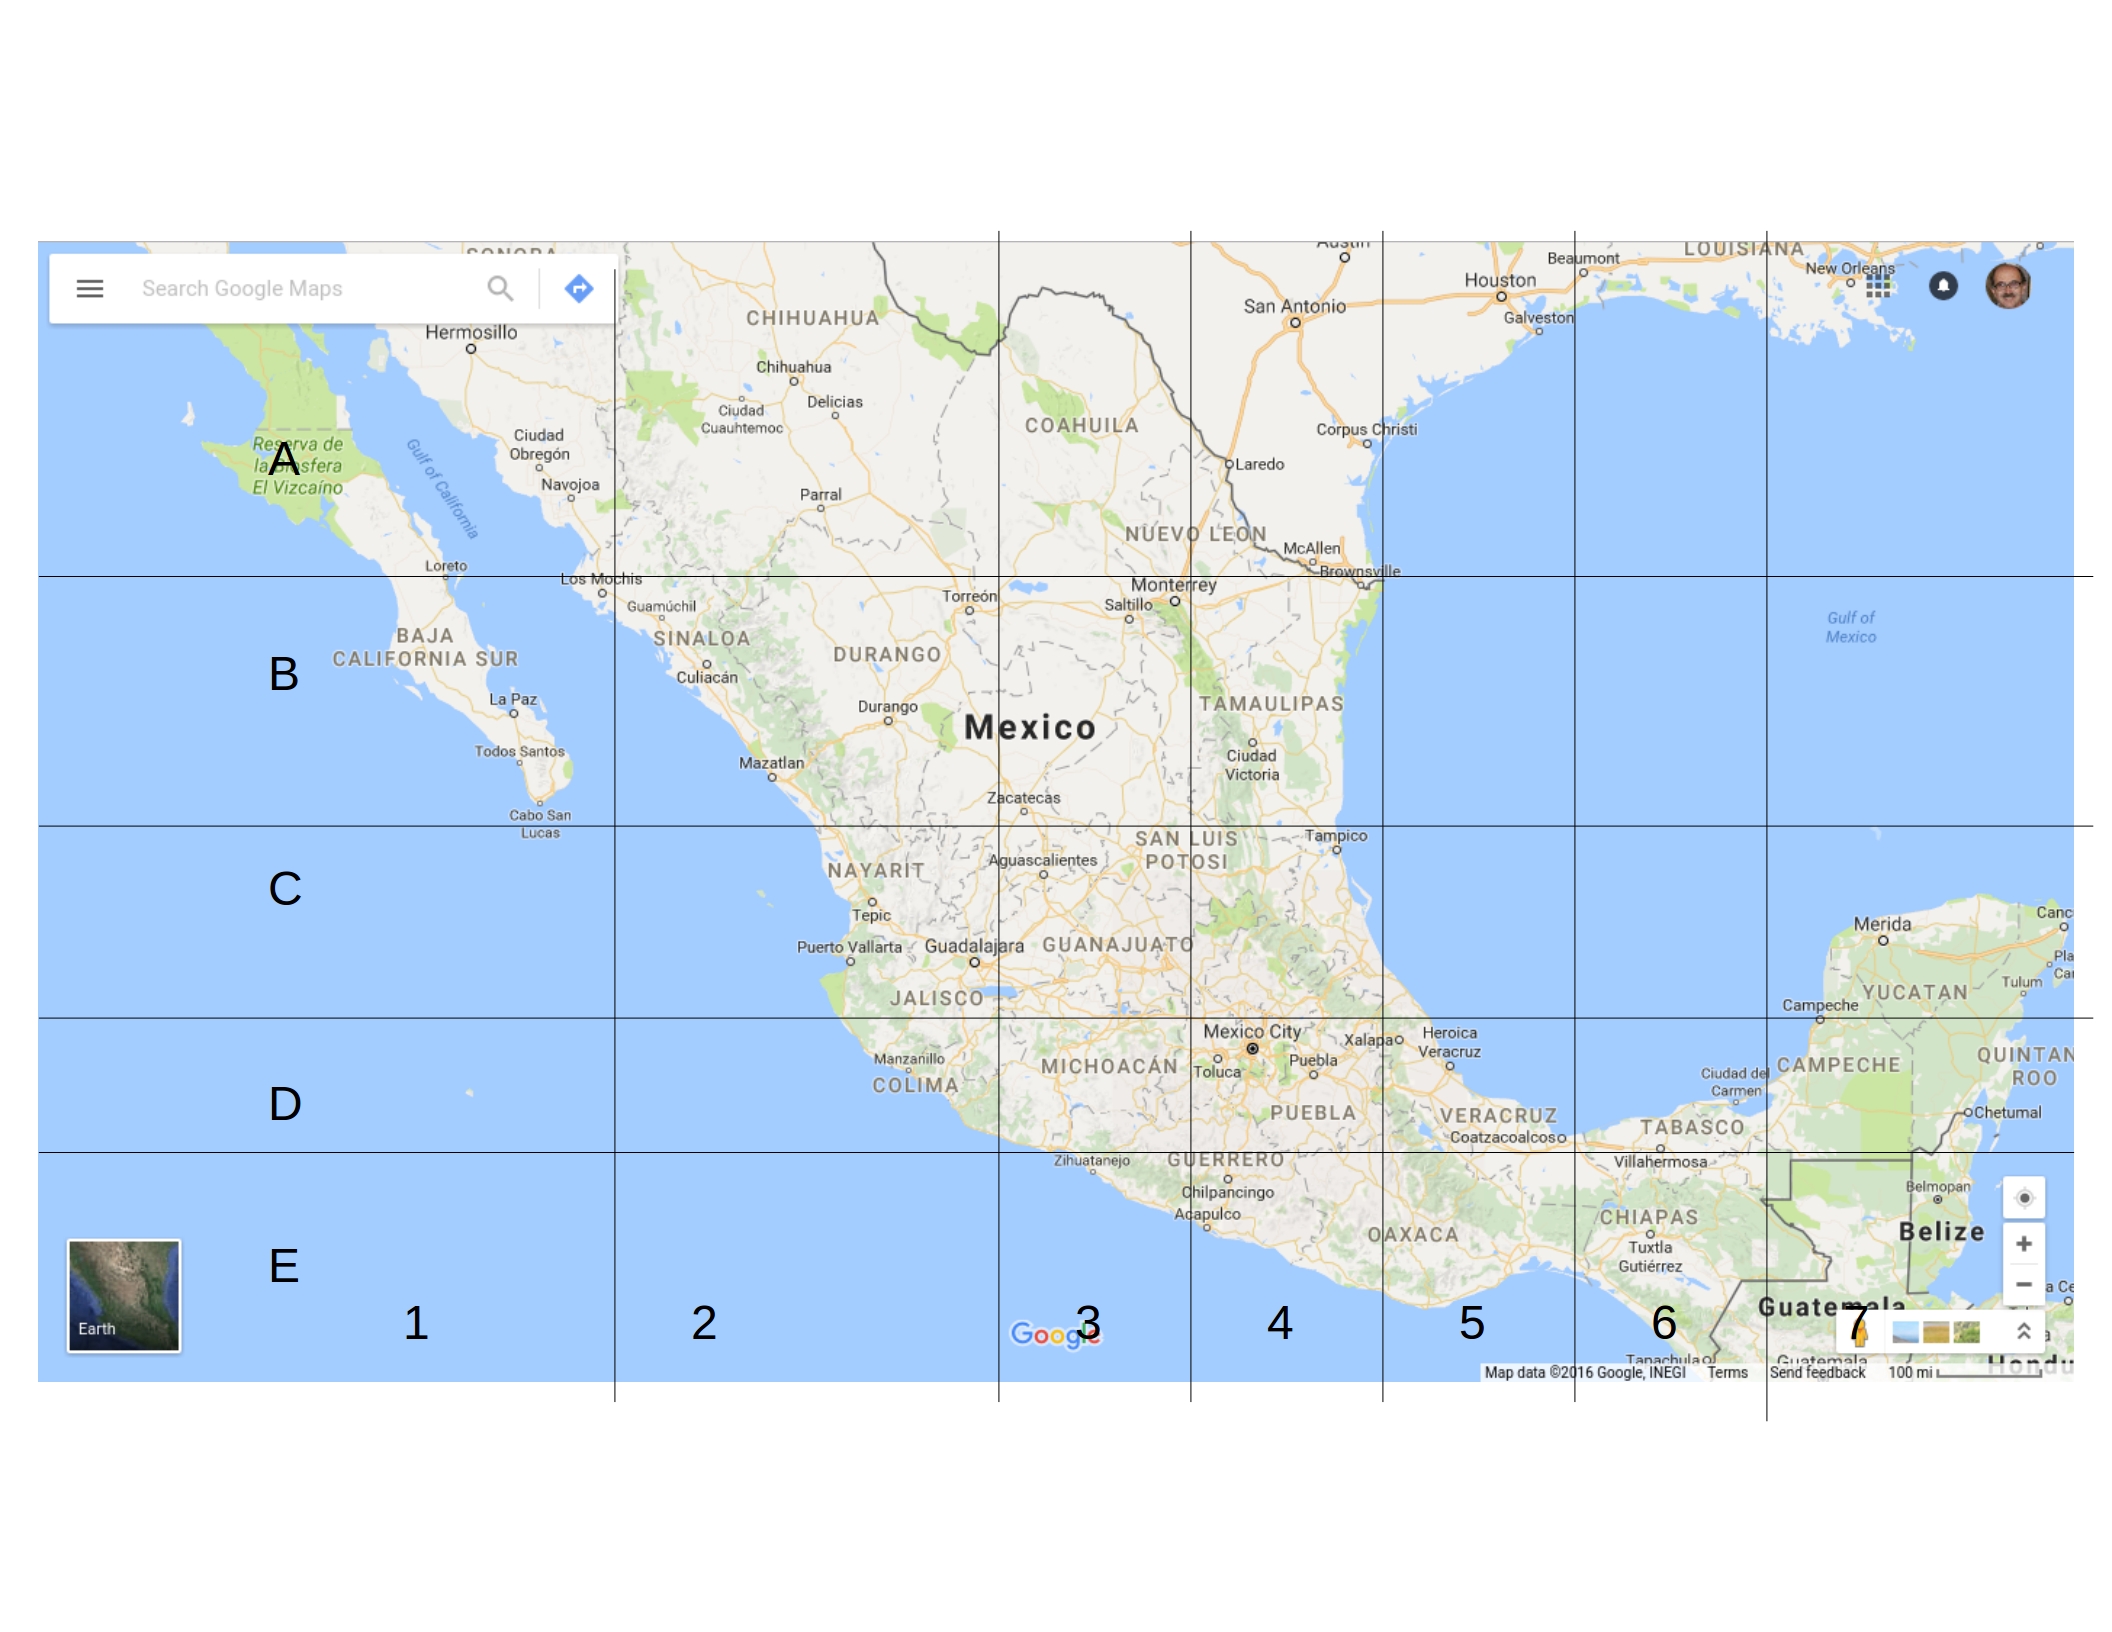 SONORA
Austin
LOUISIANA
Beaumont
New Orleans
Search Google Maps
Houston
San Antonio
CHIHUAHUA
Galveston
Hermosillo
Chihuahua
Delicias
Ciudad
Cuauhtemoc
COAHUILA
Corpus Christi
Ciudad
Obregón
Reserva de
la Biosfera
El Vizcaíno
A
Gulf of California
Laredo
Navojoa
Parral
NUEVO LEON
McAllen
Loreto
Brownsville
Los Mochis
Monterrey
Torreón
Saltillo
Guamúchil
Gulf of
Mexico
BAJA
CALIFORNIA SUR
SINALOA
DURANGO
B
Culiacán
La Paz
Durango
TAMAULIPAS
Mexico
Todos Santos
Ciudad
Victoria
Mazatlan
Zacatecas
Cabo San
Lucas
Tampico
SAN LUIS
POTOSI
Aguascalientes
NAYARIT
C
Tepic
Canc
Merida
Puerto Vallarta
Guadalajara
GUANAJUATO
Pla
Car
Tulum
YUCATAN
JALISCO
Campeche
Mexico City
Xalapa
Heroica
Veracruz
Manzanillo
MICHOACÁN
Toluca
Puebla
CAMPECHE
QUINTAN
ROO
Ciudad del
Carmen
COLIMA
D
PUEBLA
VERACRUZ
Chetumal
Coatzacoalcos
TABASCO
Zihuatanejo
GUERRERO
Villahermosa
Chilpancingo
Belmopan
Acapulco
CHIAPAS
OAXACA
Belize
Tuxtla
Gutiérrez
E
a Ce
Guatemala
Earth
1
2
Google
3
4
5
6
7
Tapachula
Guatemala
Hondu
Map data ©2016 Google, INEGI Terms Send feedback 100 mi